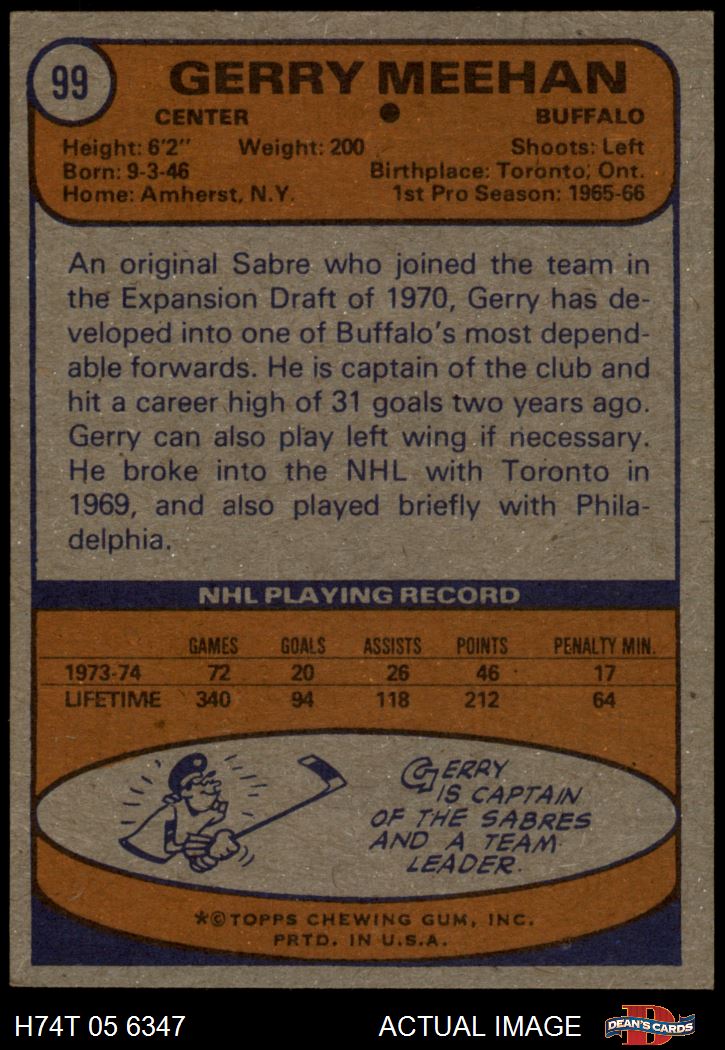 99
GERRY MEEHAN
CENTER BUFFALO
Height: 6'2" Weight: 200 Shoots: Left
Born: 9-3-46 Birthplace: Toronto, Ont.
Home: Amherst, N.Y. 1st Pro Season: 1965-66
An original Sabre who joined the team in
the Expansion Draft of 1970, Gerry has de-
veloped into one of Buffalo's most depend-
able forwards. He is captain of the club and
hit a career high of 31 goals two years ago.
Gerry can also play left wing if necessary.
He broke into the NHL with Toronto in
1969, and also played briefly with Phila-
delphia.
NHL PLAYING RECORD
GAMES GOALS ASSISTS POINTS PENALTY MIN.
1973-74 72 20 26 46 17
LIFETIME 340 94 118 212 64
GERRY
IS CAPTAIN
OF THE SABRES
AND A TEAM
LEADER.
*©TOPPS CHEWING GUM, INC.
PRTD. IN U.S.A.
H74T 05 6347 ACTUAL IMAGE D DEAN'S CARDS